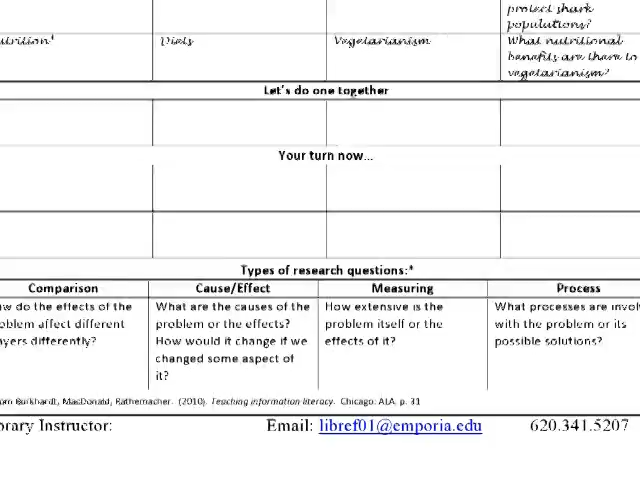 protect shark
populations?
Diets Vegetarianism What nutritional
benefits are there to
vegetarianism?
Let's do one together
Your turn now...
Types of research questions:*
Comparison Cause/Effect Measuring Process
do the effects of the What are the causes of the How extensive is the What processes are
affect different problem or the effects? problem itself or the with the problem or its
differently? How would it change if we effects of it? possible solutions?
changed some aspect of
it?
Burkhardt, MacDonald, Rathemacher. (2010). Teaching information literacy. Chicago: ALA. p. 31
Instructor: Email: libref01@emporia.edu 620.341.5207